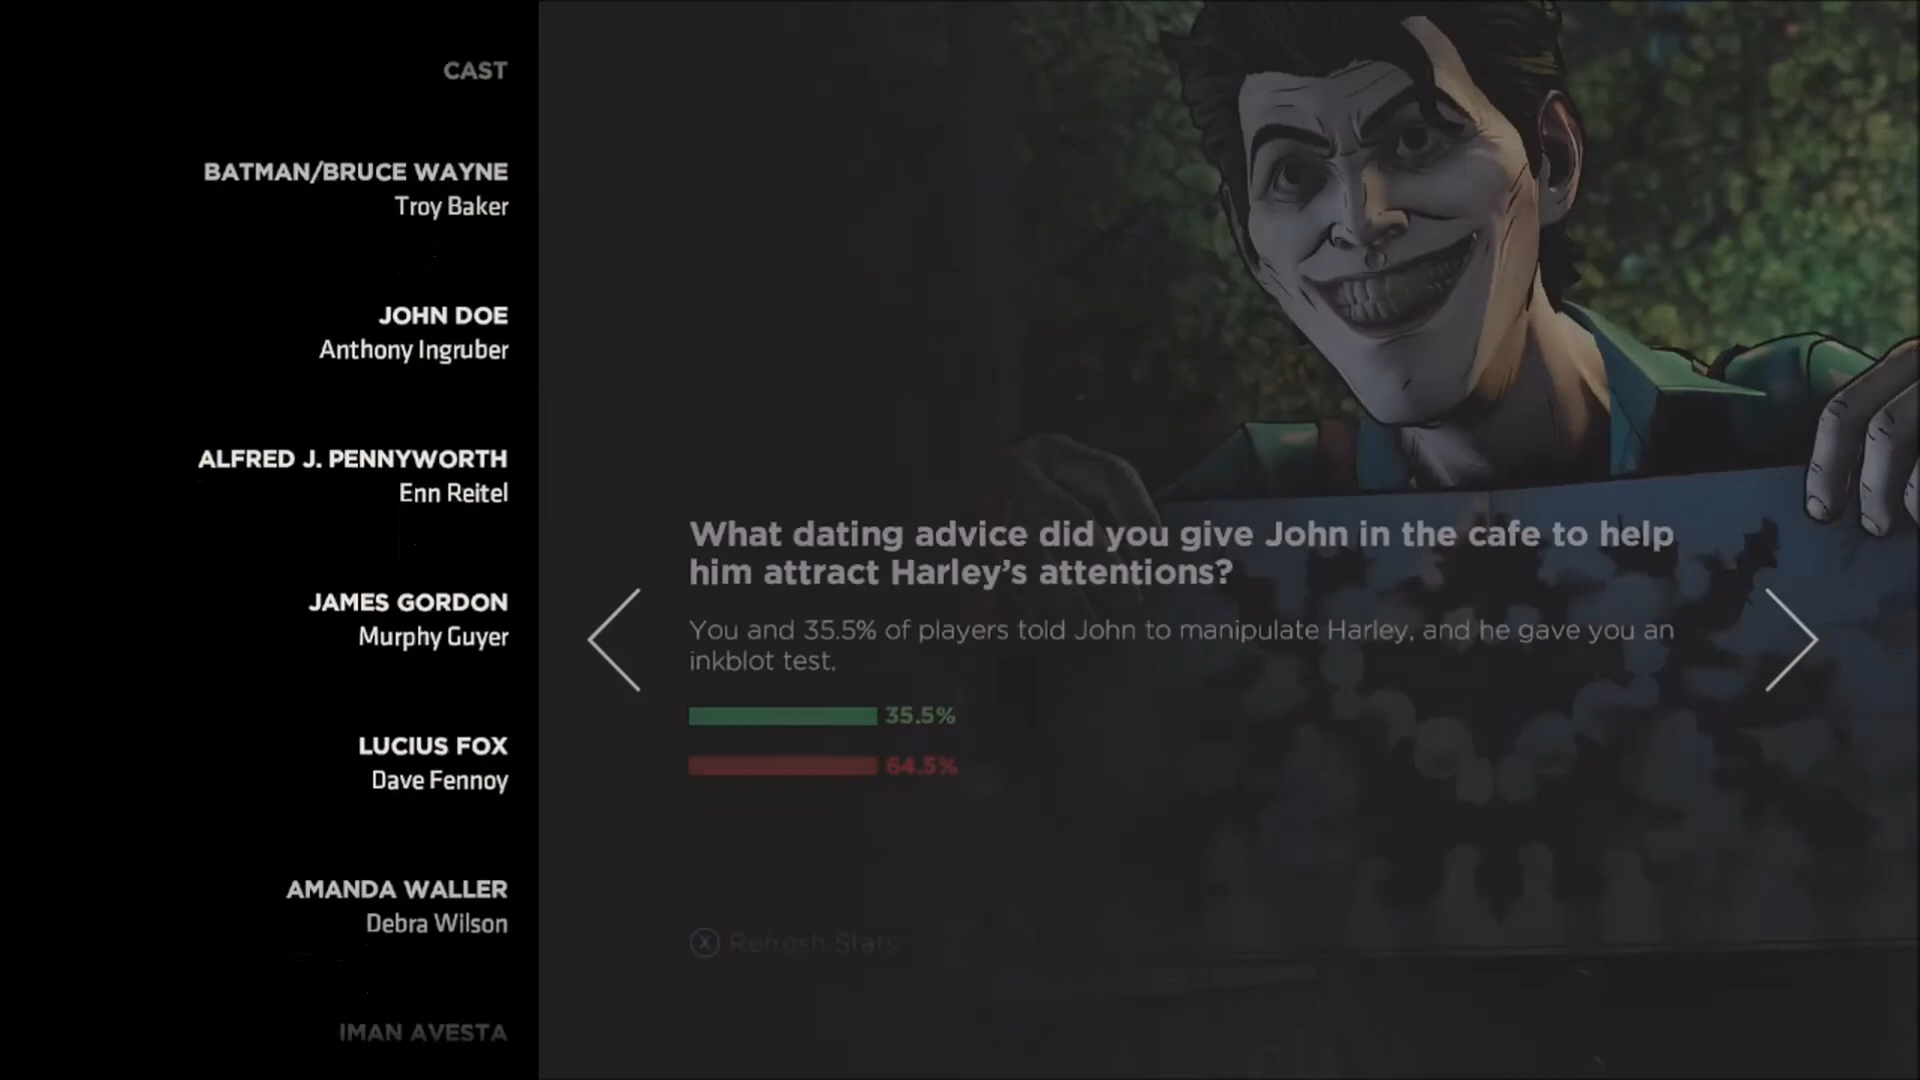 CAST
BATMAN/BRUCE WAYNE
Troy Baker
JOHN DOE
Anthony Ingruber
ALFRED J. PENNYWORTH
Enn Reitel
JAMES GORDON
Murphy Guyer
LUCIUS FOX
Dave Fennoy
AMANDA WALLER
Debra Wilson
IMAN AVESTA
What dating advice did you give John in the cafe to help
him attract Harley's attentions?
You and 35.5% of players told John to manipulate Harley, and he gave you an
inkblot test.
35.5%
64.5%
X Refresh Stats